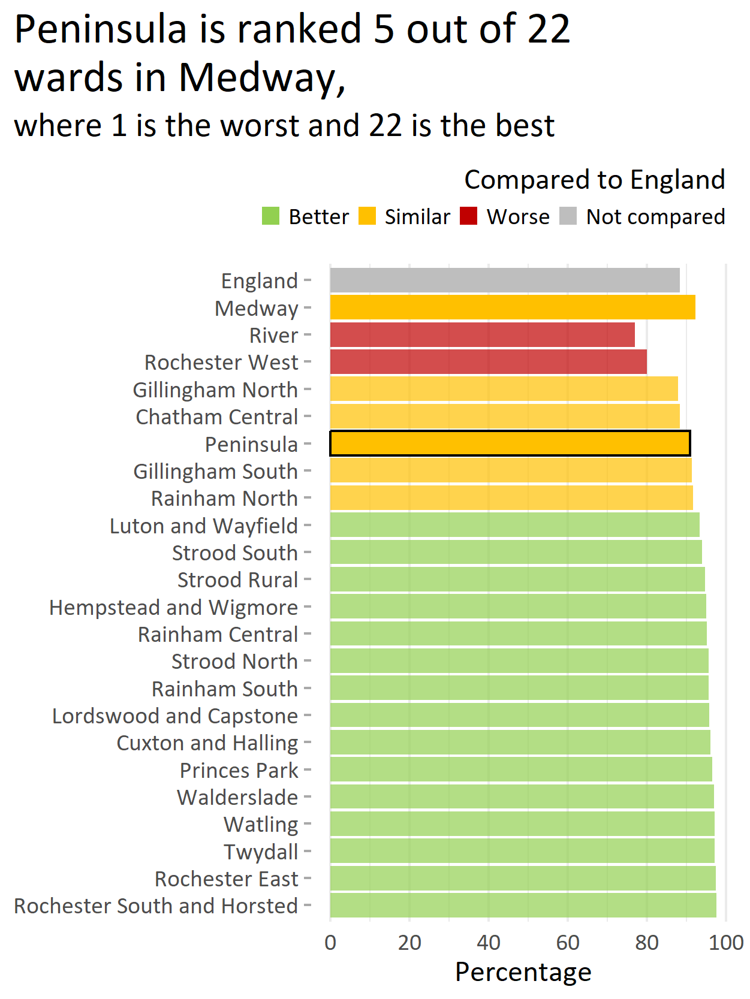 Peninsula is ranked 5 out of 22
wards in Medway,
where 1 is the worst and 22 is the best
Compared to England
Better Similar Worse Not compared
England
Medway
River
Rochester West
Gillingham North
Chatham Central
Peninsula
Gillingham South
Rainham North
Luton and Wayfield
Strood South
Strood Rural
Hempstead and Wigmore
Rainham Central
Strood North
Rainham South
Lordswood and Capstone
Cuxton and Halling
Princes Park
Walderslade
Watling
Twydall
Rochester East
Rochester South and Horsted
0 20 40 60 80 100
Percentage